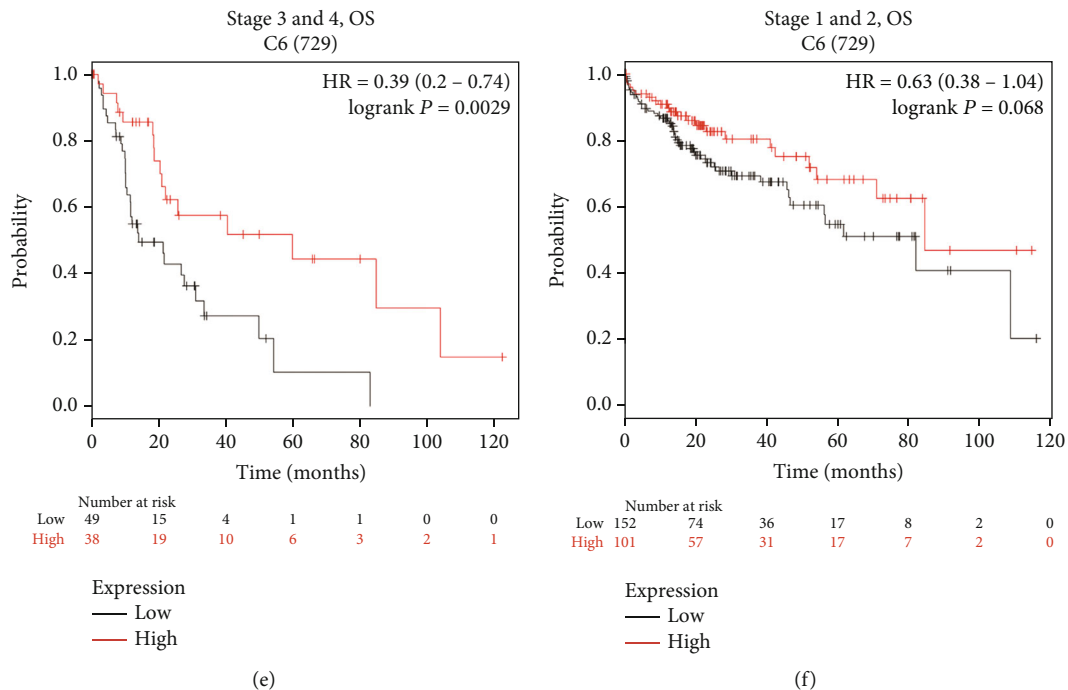 Stage 3 and 4, OS
C6 (729)
HR = 0.39 (0.2 – 0.74)
logrank P = 0.0029
1.0
0.8
0.6
0.4
0.2
0.0
Probability
0 20 40 60 80 100 120
Time (months)
Number at risk
Low 49 15 4 1 1 0 0
High 38 19 10 6 3 2 1
Expression
Low
High
(e)
Stage 1 and 2, OS
C6 (729)
HR = 0.63 (0.38 – 1.04)
logrank P = 0.068
1.0
0.8
0.6
0.4
0.2
0.0
Probability
0 20 40 60 80 100 120
Time (months)
Number at risk
Low 152 74 36 17 8 2 0
High 101 57 31 17 7 2 0
Expression
Low
High
(f)